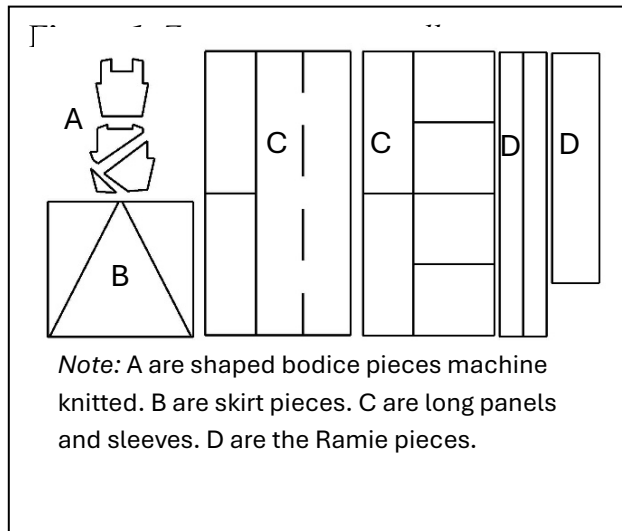 A
B
C
C
D
D
Note: A are shaped bodice pieces machine
knitted. B are skirt pieces. C are long panels
and sleeves. D are the Ramie pieces.